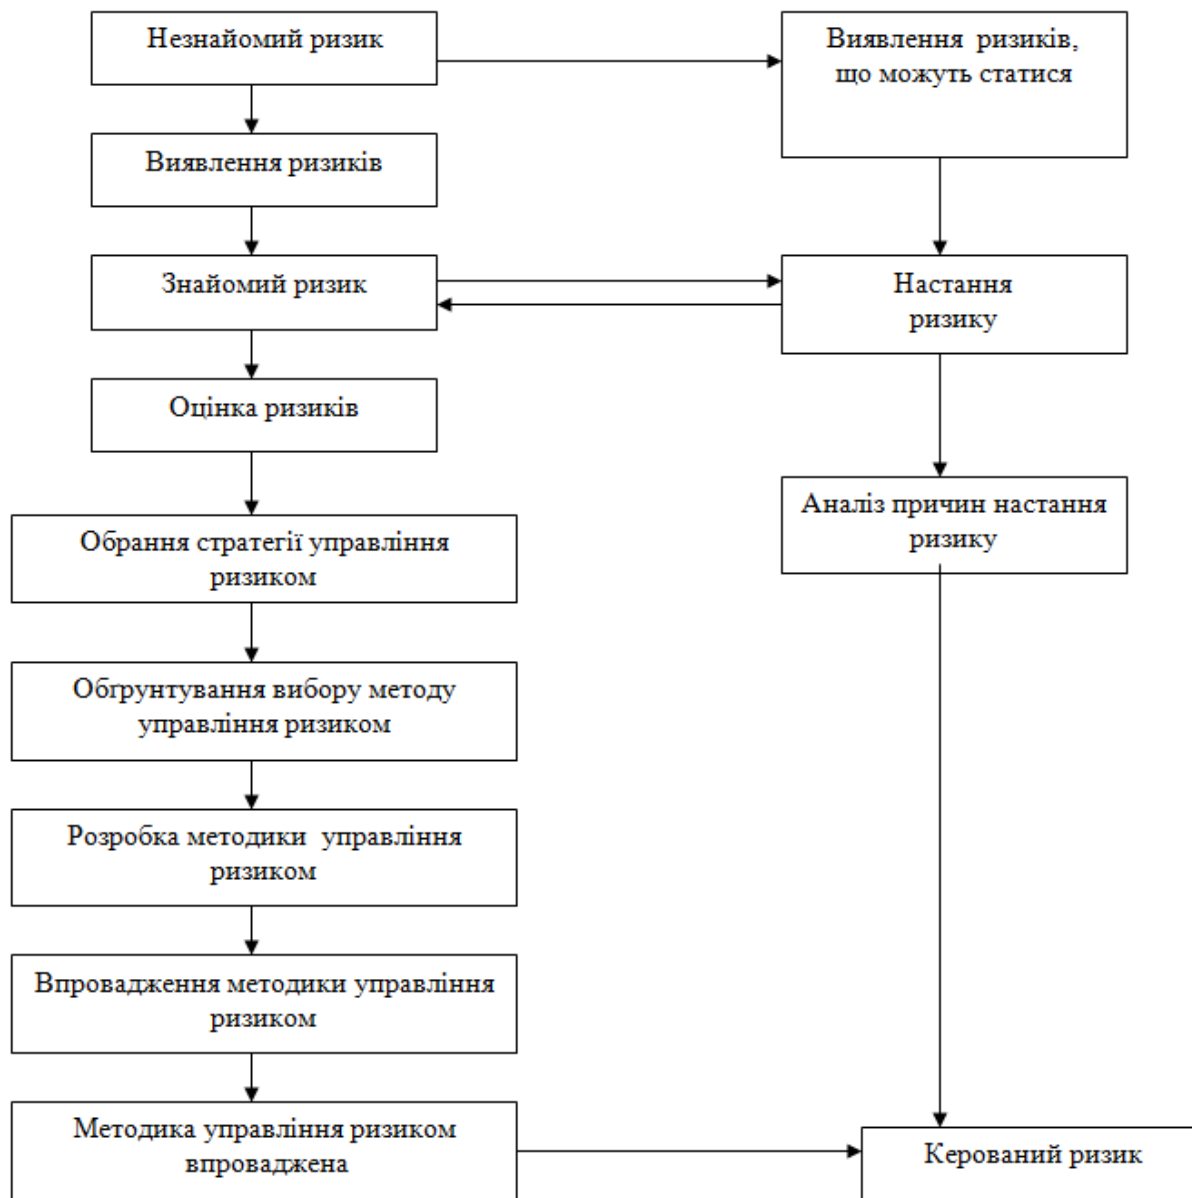 Незнайомий ризик
Виявлення ризиків,
що можуть статися
Виявлення ризиків
Знайомий ризик
Настання
ризику
Оцінка ризиків
Аналіз причин настання
ризику
Обрання стратегії управління
ризиком
Обґрунтування вибору методу
управління ризиком
Розробка методики управління
ризиком
Впровадження методики управління
ризиком
Методика управління ризиком
впроваджена
Керований ризик